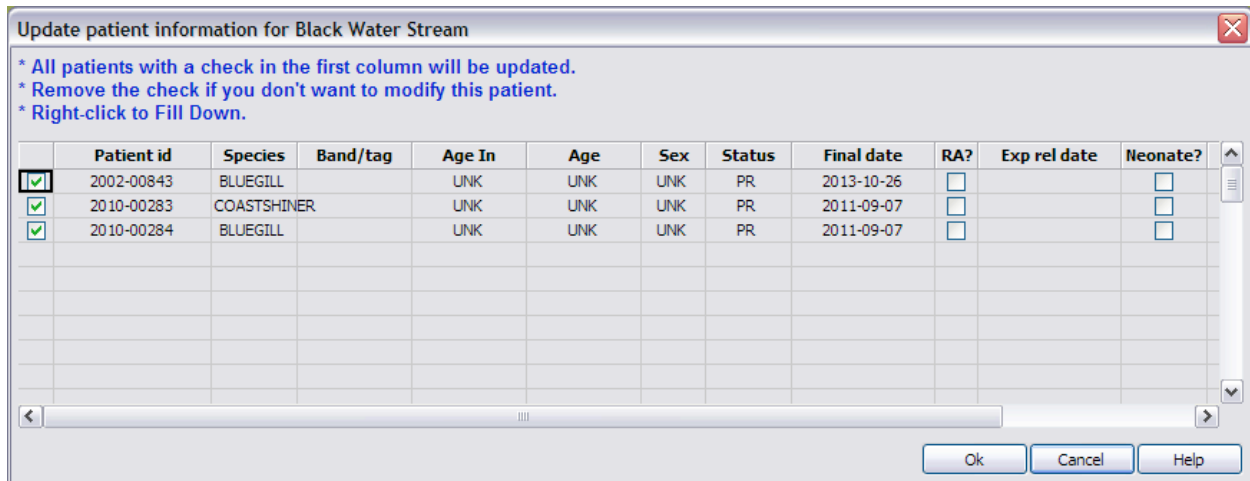 Update patient information for Black Water Stream
* All patients with a check in the first column will be updated.
* Remove the check if you don't want to modify this patient.
* Right-click to Fill Down.
Patient id Species Band/tag Age In Age Sex Status Final date RA? Exp rel date Neonate?
2002-00843 BLUEGILL UNK UNK UNK PR 2013-10-26
2010-00283 COASTSHINER UNK UNK UNK PR 2011-09-07
2010-00284 BLUEGILL UNK UNK UNK PR 2011-09-07
Ok Cancel Help